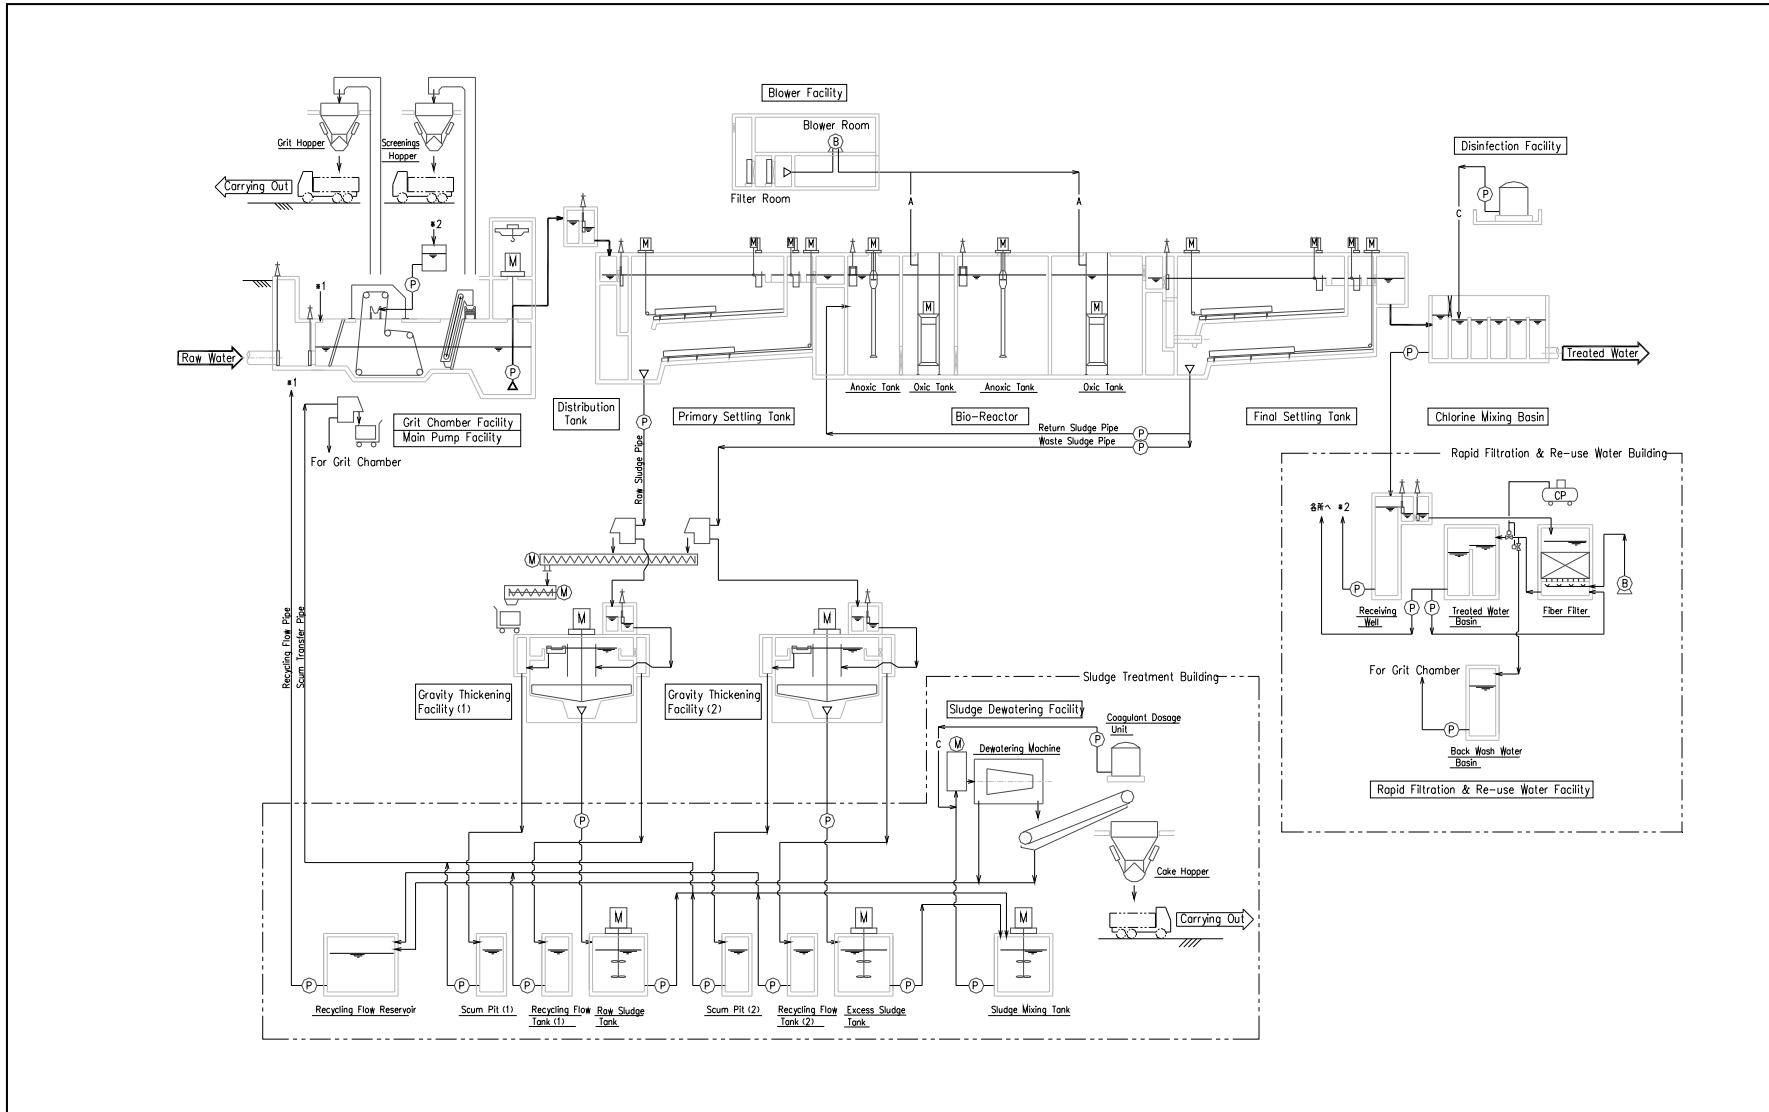 Blower Facility
Blower Room
B
Filter Room
A
A
Grit Hopper
Screenings
Hopper
Carrying Out
※2
M
P
※1
P
Raw Water
※1
Grit Chamber Facility
Main Pump Facility
For Grit Chamber
Distribution
Tank
M
M
M
M
Primary Settling Tank
M
M
M
M
Anoxic Tank
Oxic Tank
Anoxic Tank
Oxic Tank
Bio-Reactor
M
M
M
M
Final Settling Tank
Disinfection Facility
P
C
Chlorine Mixing Basin
Treated Water
P
P
Return Sludge Pipe
P
Waste Sludge Pipe
P
Raw Sludge Pipe
M
M
Recycling Flow Pipe
Scum Transfer Pipe
M
M
Gravity Thickening
Facility(1)
Gravity Thickening
Facility(2)
P
P
Rapid Filtration & Re-use Water Building
各所へ ※2
CP
B
P
P
P
Receiving
Well
Treated Water
Basin
Fiber Filter
For Grit Chamber
P
Back Wash Water
Basin
Rapid Filtration & Re-use Water Facility
Sludge Treatment Building
Sludge Dewatering Facility
C
M
P
Coagulant Dosage
Unit
Dewatering Machine
Cake Hopper
Carrying Out
M
M
M
P
P
P
P
P
P
P
P
Recycling Flow Reservoir
Scum Pit(1)
Recycling Flow
Tank(1)
Raw Sludge
Tank
Scum Pit(2)
Recycling Flow
Tank(2)
Excess Sludge
Tank
Sludge Mixing Tank